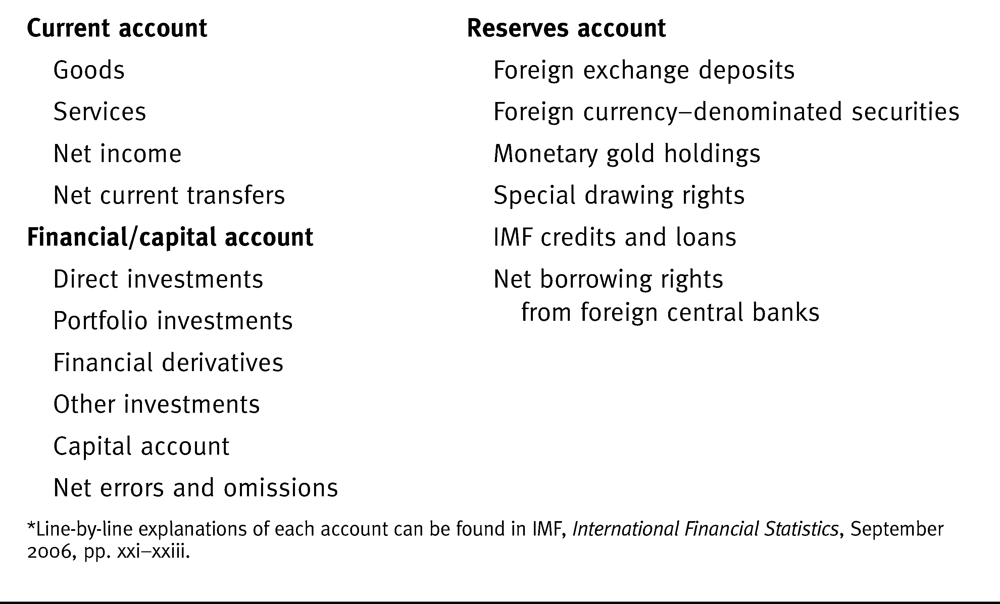 Current account
Goods
Services
Net income
Net current transfers
Financial/capital account
Direct investments
Portfolio investments
Financial derivatives
Other investments
Capital account
Net errors and omissions
Reserves account
Foreign exchange deposits
Foreign currency–denominated securities
Monetary gold holdings
Special drawing rights
IMF credits and loans
Net borrowing rights
from foreign central banks
*Line-by-line explanations of each account can be found in IMF, International Financial Statistics, September
2006, pp. xxi–xxiii.